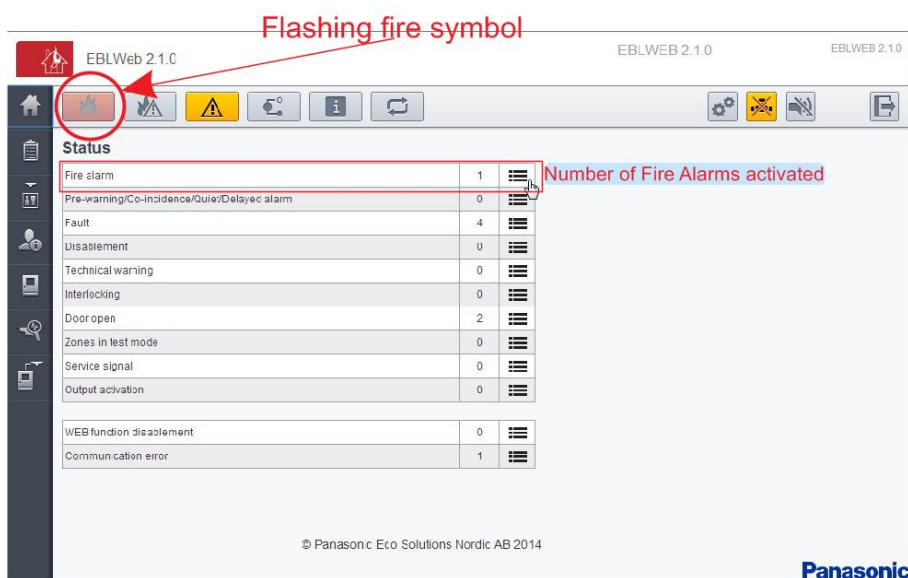 Flashing fire symbol
EBLWeb 2.1.0
EBLWEB 2.1.0
EBLWEB 2.1.0
Status
Fire alarm 1
Number of Fire Alarms activated
Pre-warning/Co-incidence/Quiet/Delayed alarm 0
Fault 4
Disablement 0
Technical warning 0
Interlocking 0
Door open 2
Zones in test mode 0
Service signal 0
Output activation 0
WEB function disablement 0
Communication error 1
© Panasonic Eco Solutions Nordic AB 2014
Panasonic